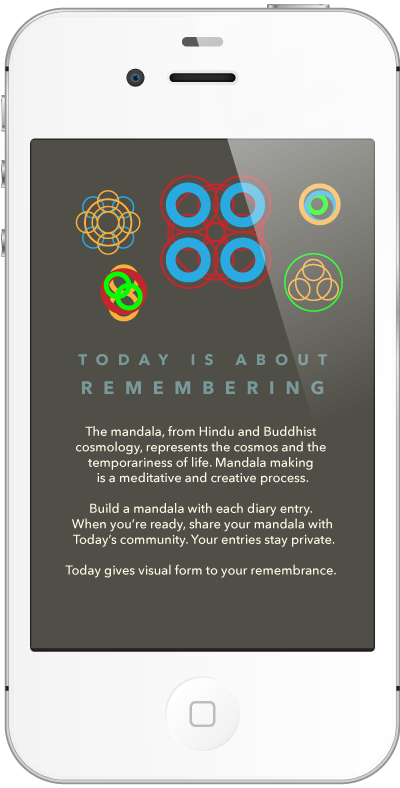 TODAY IS ABOUT
REMEMBERING
The mandala, from Hindu and Buddhist
cosmology, represents the cosmos and the
temporariness of life. Mandala making
is a meditative and creative process.
Build a mandala with each diary entry.
When you’re ready, share your mandala with
Today’s community. Your entries stay private.
Today gives visual form to your remembrance.